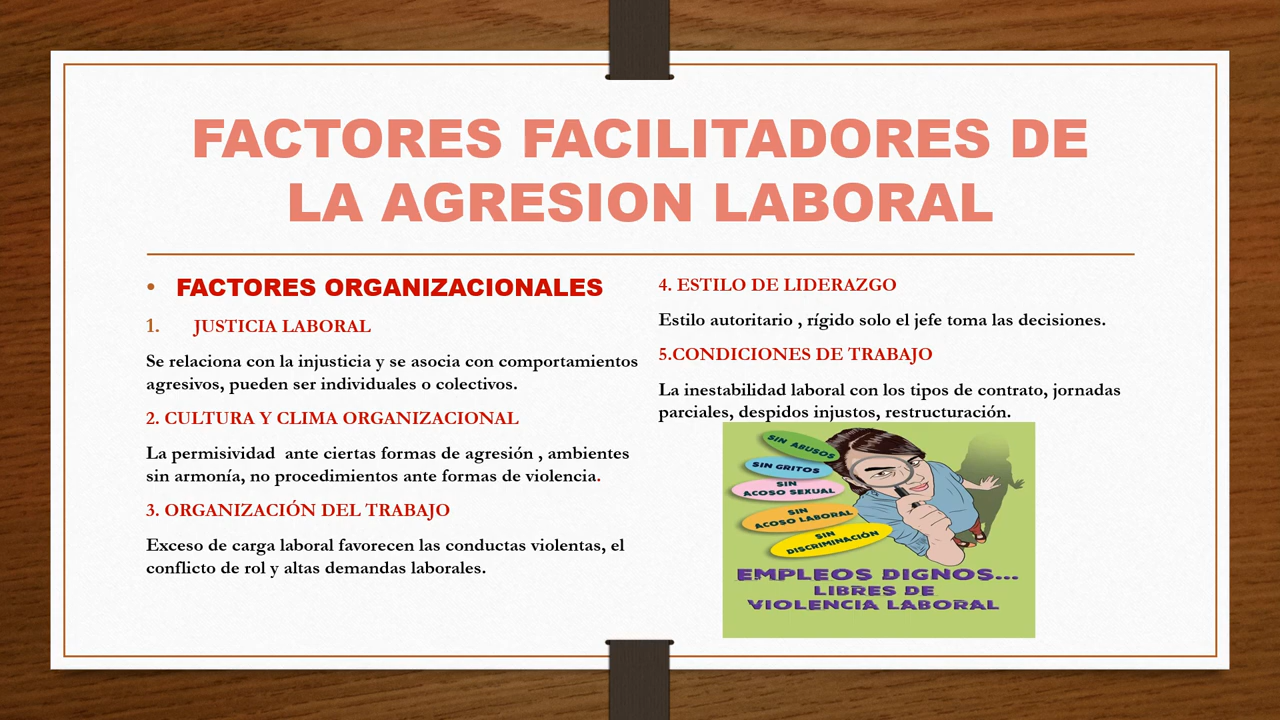 FACTORES FACILITADORES DE
LA AGRESION LABORAL
• FACTORES ORGANIZACIONALES
1. JUSTICIA LABORAL
Se relaciona con la injusticia y se asocia con comportamientos
agresivos, pueden ser individuales o colectivos.
2. CULTURA Y CLIMA ORGANIZACIONAL
La permisividad  ante ciertas formas de agresión , ambientes
sin armonía, no procedimientos ante formas de violencia.
3. ORGANIZACIÓN DEL TRABAJO
Exceso de carga laboral favorecen las conductas violentas, el
conflicto de rol y altas demandas laborales.
4. ESTILO DE LIDERAZGO
Estilo autoritario , rígido solo el jefe toma las decisiones.
5.CONDICIONES DE TRABAJO
La inestabilidad laboral con los tipos de contrato, jornadas
parciales, despidos injustos, restructuración.
SIN ABUSOS
SIN GRITOS
SIN
ACOSO SEXUAL
SIN
ACOSO LABORAL
SIN
DISCRIMINACIÓN
EMPLEOS DIGNOS...
LIBRES DE
VIOLENCIA LABORAL